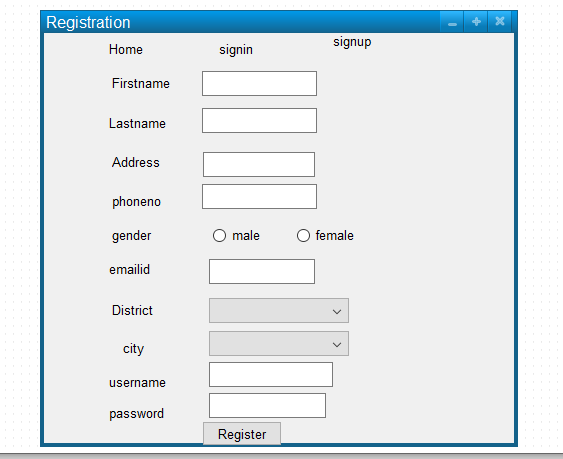 Registration
Home signin signup
Firstname
Lastname
Address
phoneno
gender male female
emailid
District
city
username
password
Register